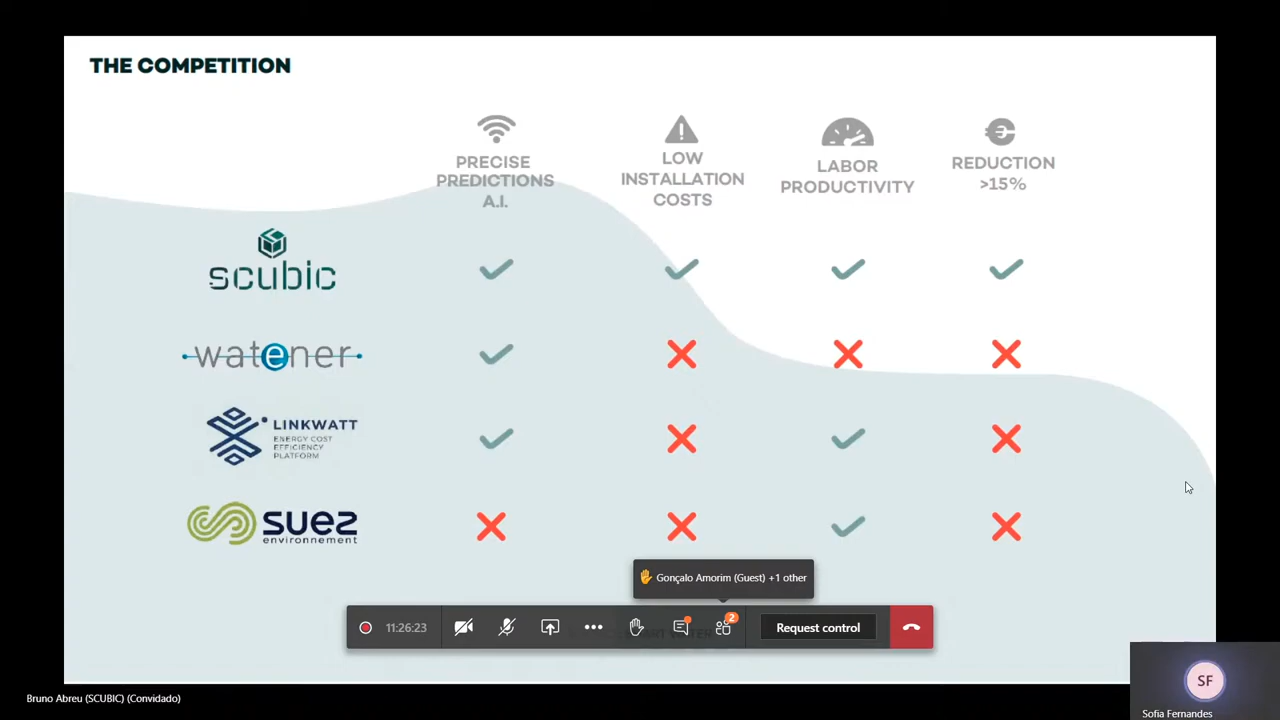 THE COMPETITION
PRECISE
PREDICTIONS
A.I.
LOW
INSTALLATION
COSTS
LABOR
PRODUCTIVITY
REDUCTION
>15%
scubic
watener
LINKWATT
ENERGY COST
EFFICIENCY
PLATFORM
suez
environnement
Gonçalo Amorim (Guest) +1 other
11:26:23
2
Request control
SF
Bruno Abreu (SCUBIC) (Convidado)
Sofia Fernandes